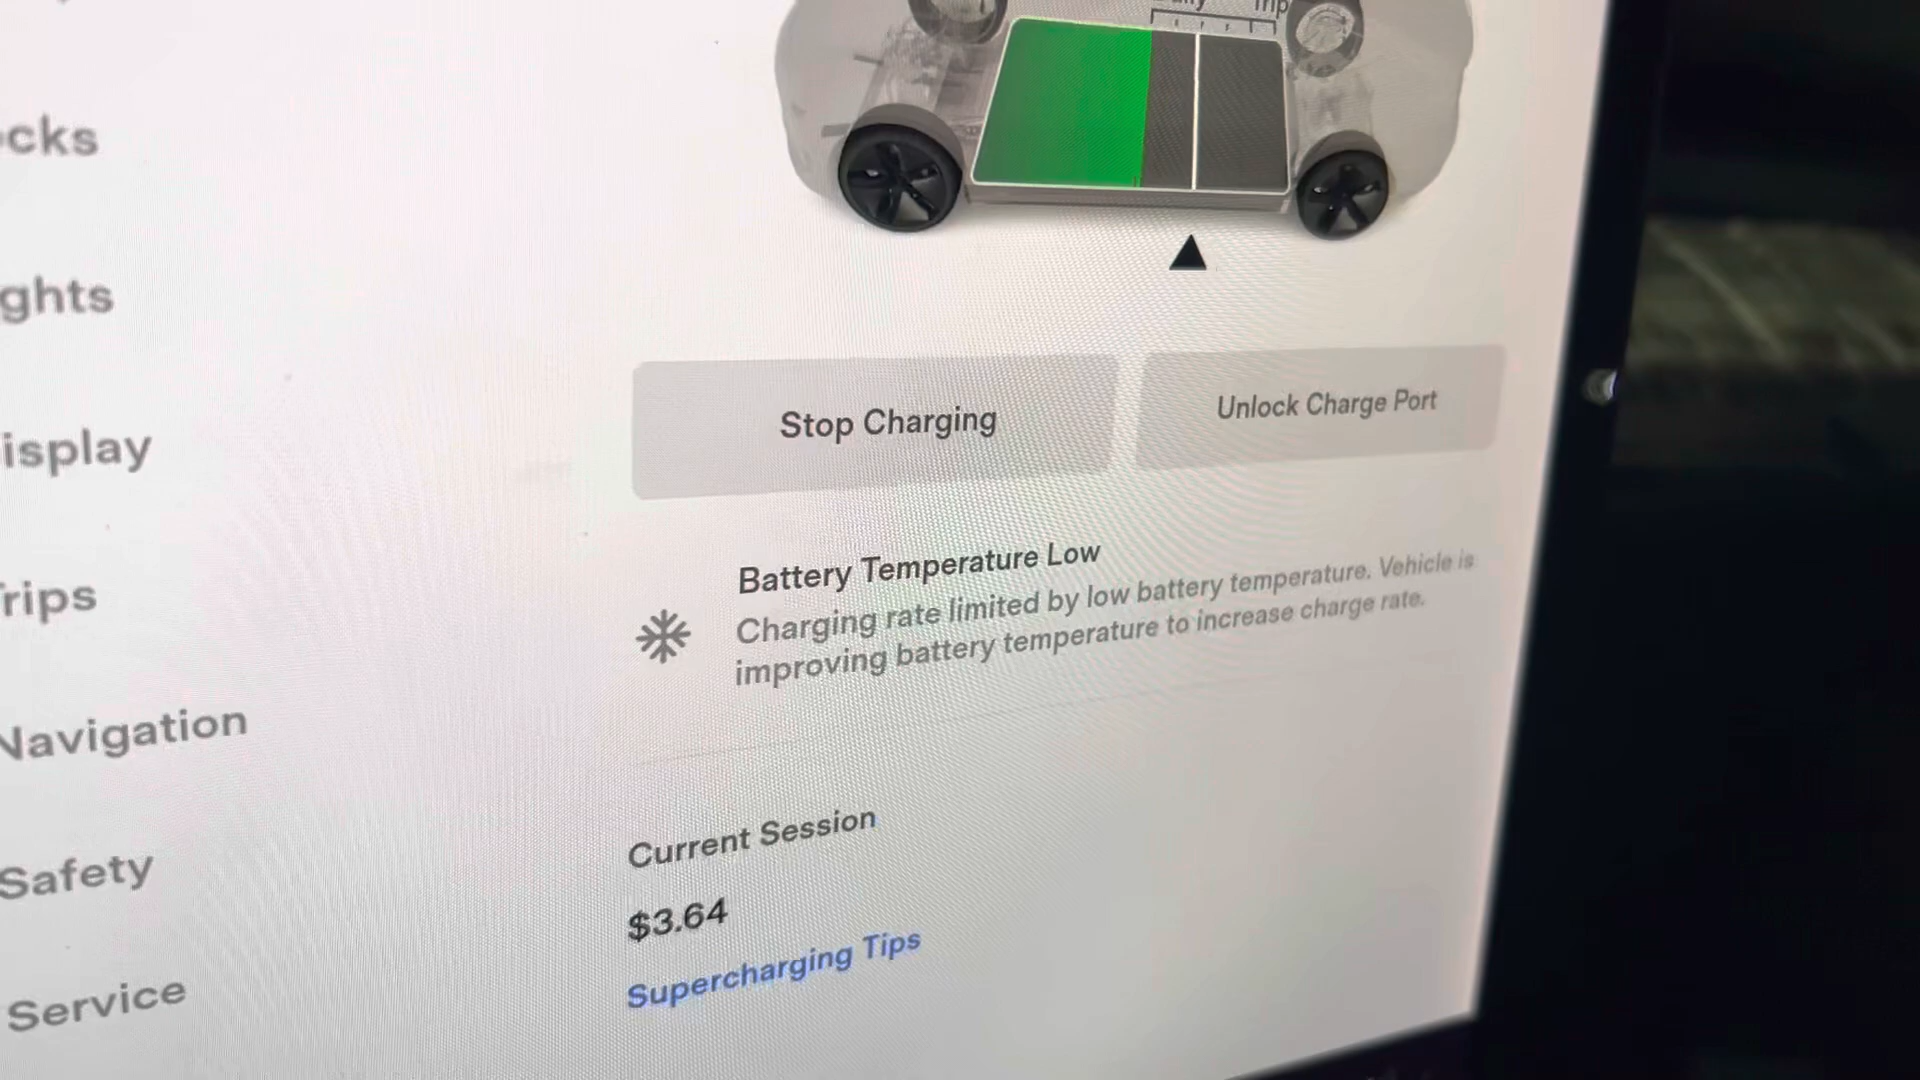 Trip
cks
ghts
Stop Charging
Unlock Charge Port
isplay
Battery Temperature Low
Charging rate limited by low battery temperature. Vehicle is
improving battery temperature to increase charge rate.
rips
Navigation
Current Session
Safety
$3.64
Supercharging Tips
Service